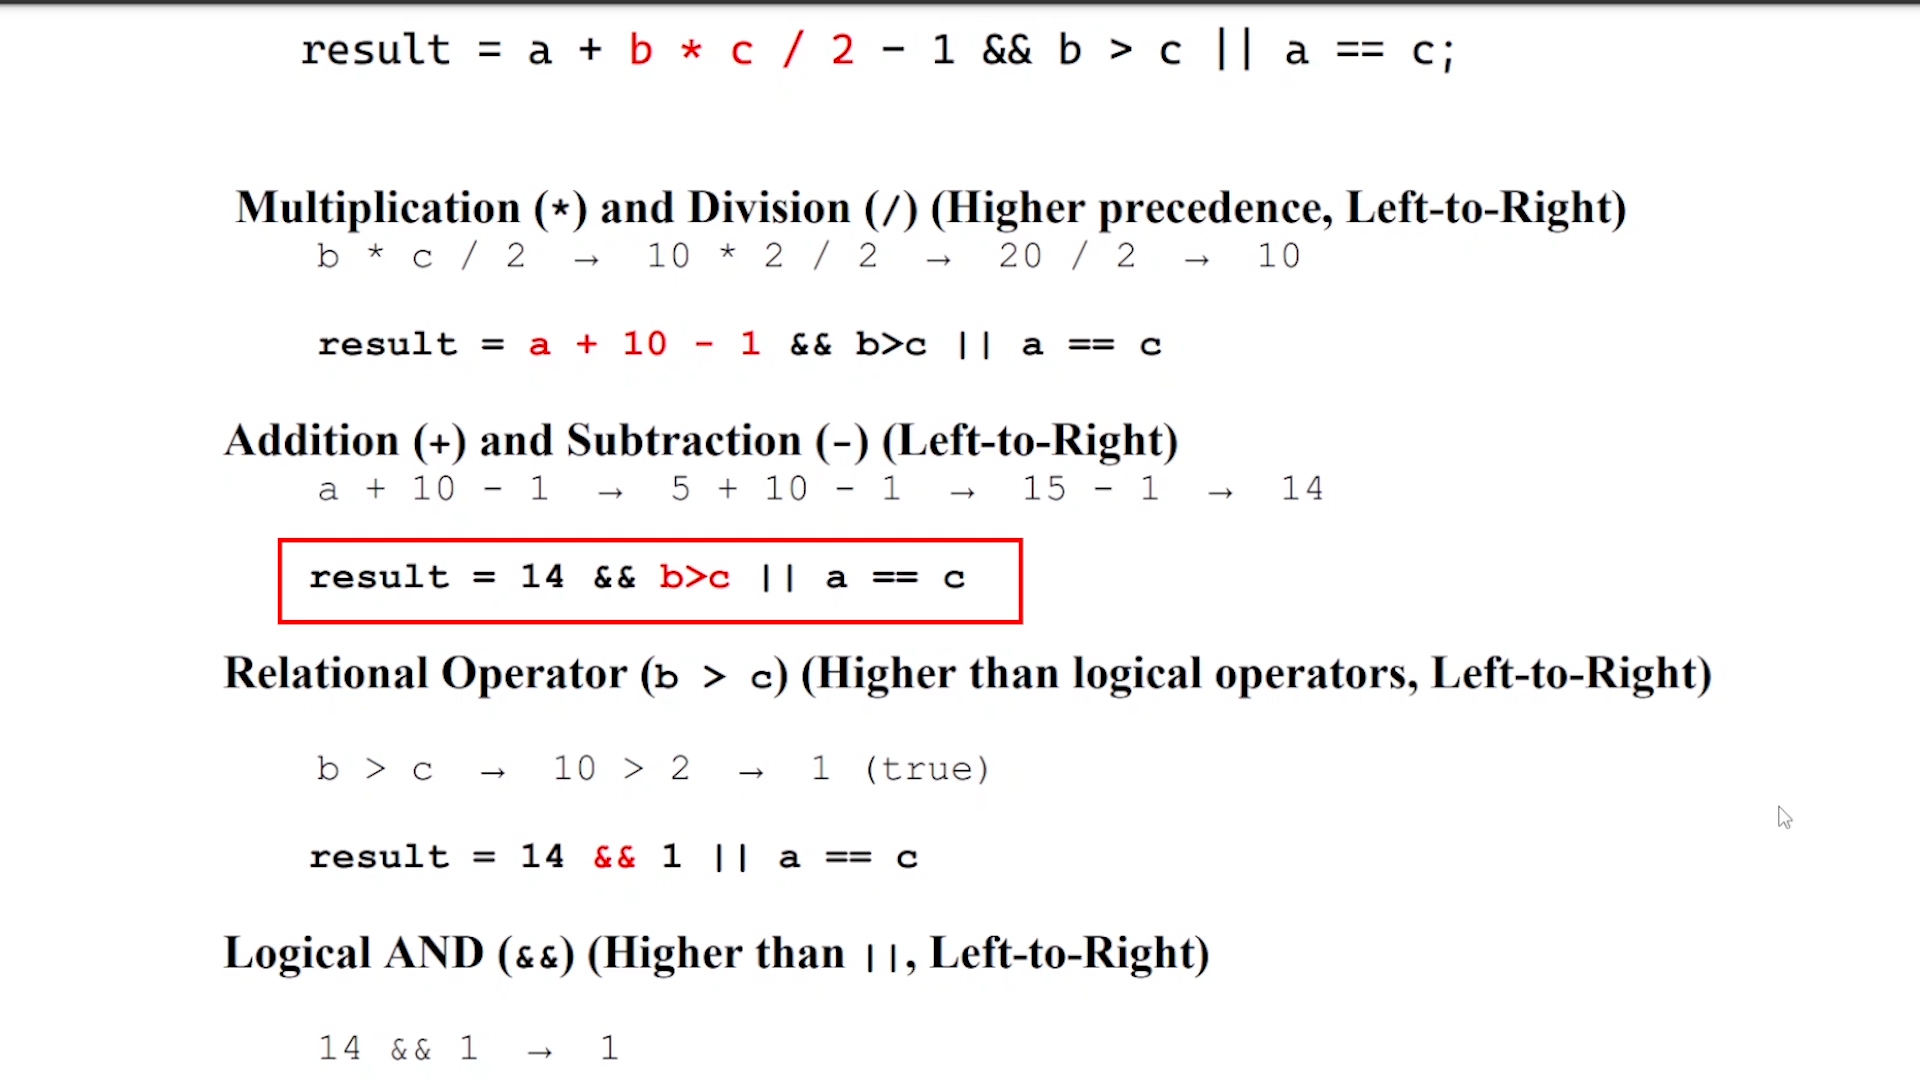 result = a + b * c / 2 - 1 && b > c || a == c;
Multiplication (*) and Division (/) (Higher precedence, Left-to-Right)
b * c / 2 → 10 * 2 / 2 → 20 / 2 → 10
result = a + 10 - 1 && b>c || a == c
Addition (+) and Subtraction (-) (Left-to-Right)
a + 10 - 1 → 5 + 10 - 1 → 15 - 1 → 14
result = 14 && b>c || a == c
Relational Operator (b > c) (Higher than logical operators, Left-to-Right)
b > c → 10 > 2 → 1 (true)
result = 14 && 1 || a == c
Logical AND (&&) (Higher than ||, Left-to-Right)
14 && 1 → 1